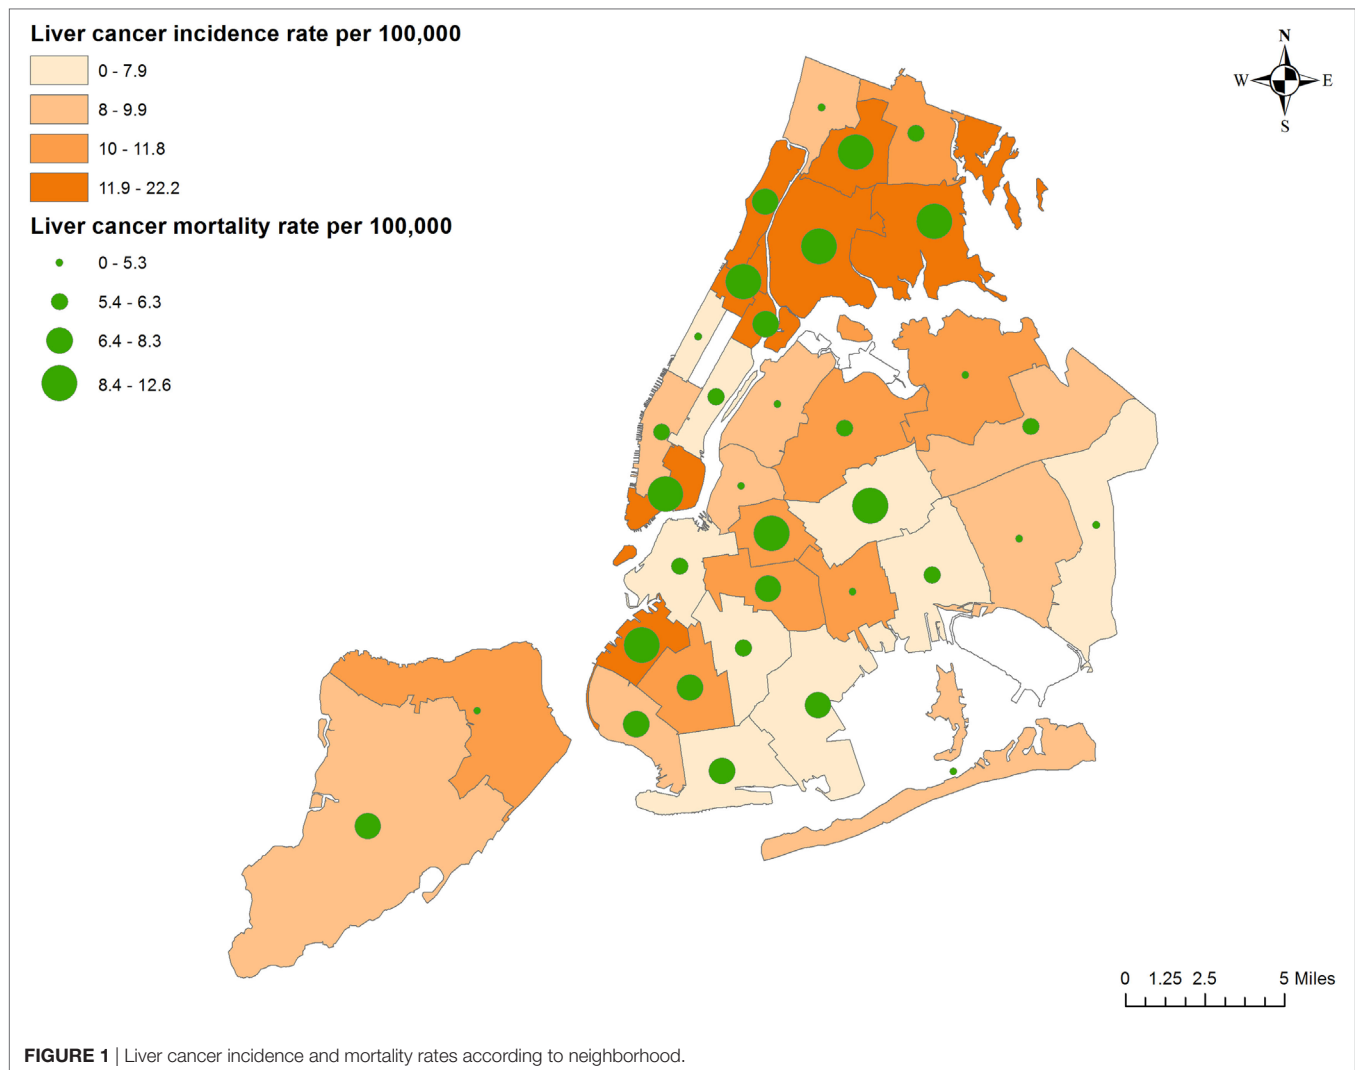 Liver cancer incidence rate per 100,000
0 - 7.9
8 - 9.9
10 - 11.8
11.9 - 22.2
Liver cancer mortality rate per 100,000
0 - 5.3
5.4 - 6.3
6.4 - 8.3
8.4 - 12.6
N
W E
S
0 1.25 2.5 5 Miles
FIGURE 1 | Liver cancer incidence and mortality rates according to neighborhood.